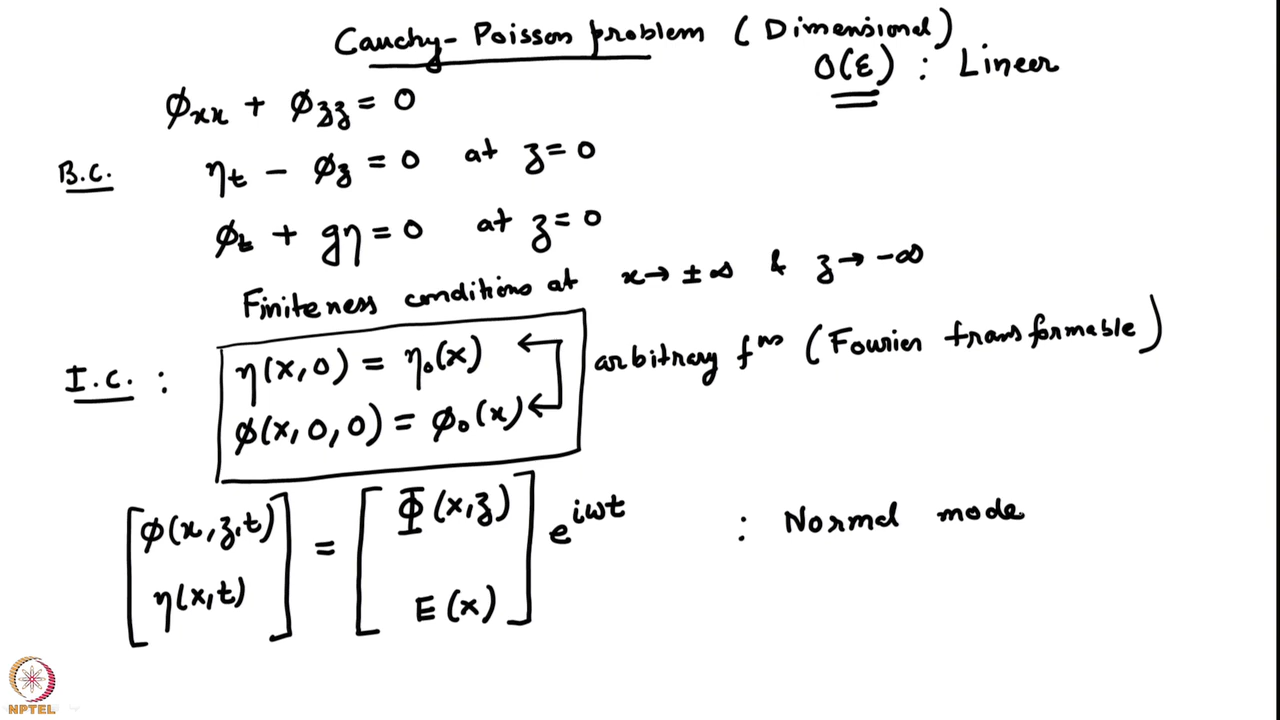 Cauchy-Poisson problem (Dimensional)
O(ε) : Linear
ϕxx + ϕzz = 0
B.C. ηt - ϕz = 0 at z=0
ϕt + gη = 0 at z=0
Finiteness conditions at x→ ±∞ & z→ -∞
I.C. : η(x,0) = η₀(x)
ϕ(x,0,0) = ϕ₀(x)
arbitrary fⁿˢ (Fourier transformable)
[ϕ(x,z,t) η(x,t)] = [Φ(x,z) E(x)] e^{iωt} : Normal mode
NPTEL